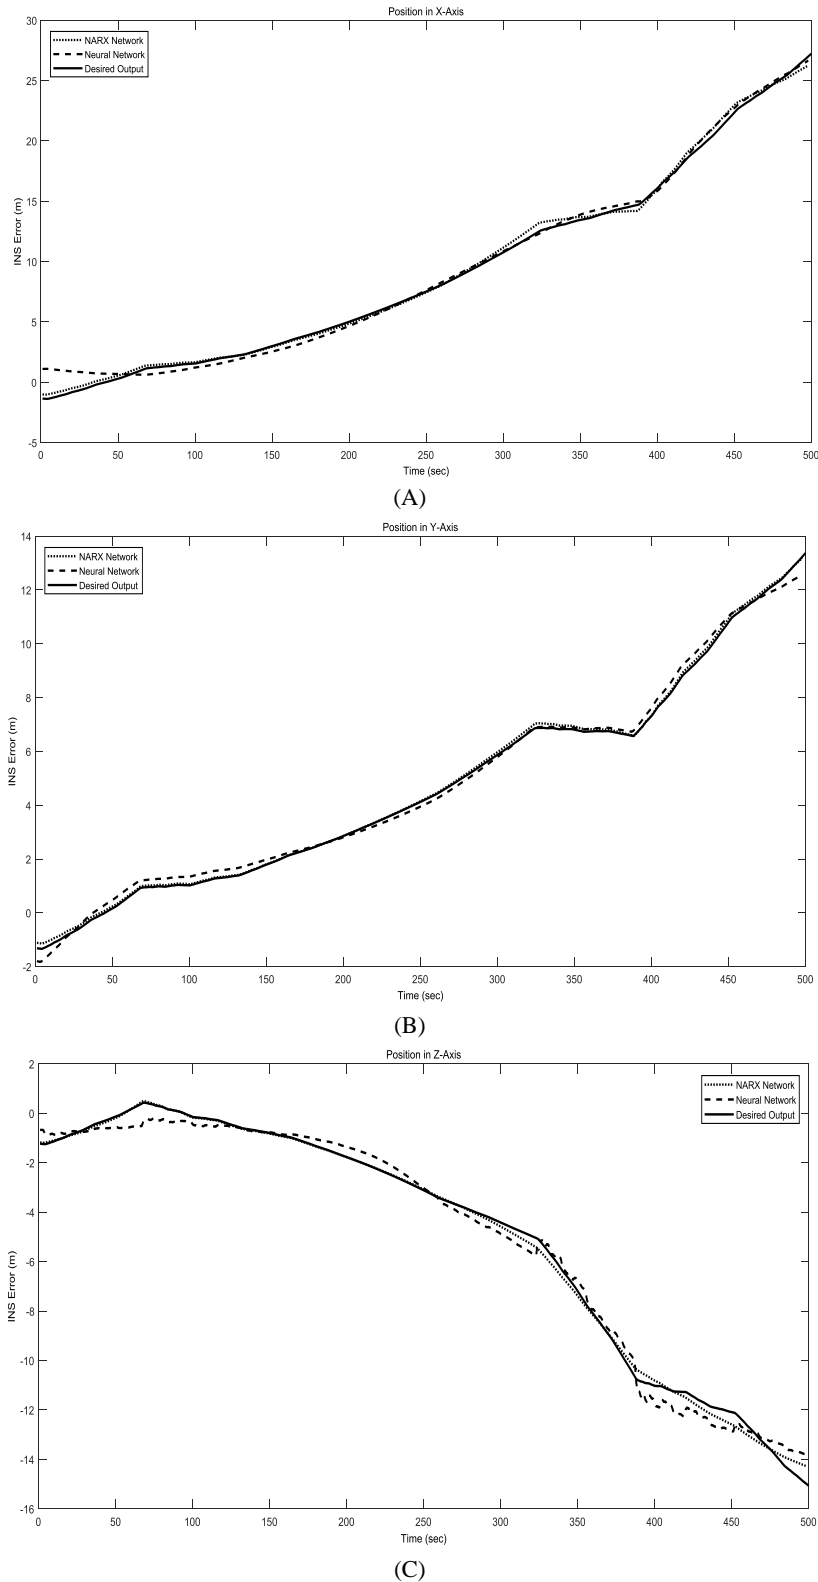 Position in X-Axis
NARX Network
Neural Network
Desired Output
30
25
20
15
10
5
0
-5
INS Error (m)
0 50 100 150 200 250 300 350 400 450 500
Time (sec)
(A)
Position in Y-Axis
NARX Network
Neural Network
Desired Output
14
12
10
8
6
4
2
0
-2
INS Error (m)
0 50 100 150 200 250 300 350 400 450 500
Time (sec)
(B)
Position in Z-Axis
NARX Network
Neural Network
Desired Output
2
0
-2
-4
-6
-8
-10
-12
-14
-16
INS Error (m)
0 50 100 150 200 250 300 350 400 450 500
Time (sec)
(C)